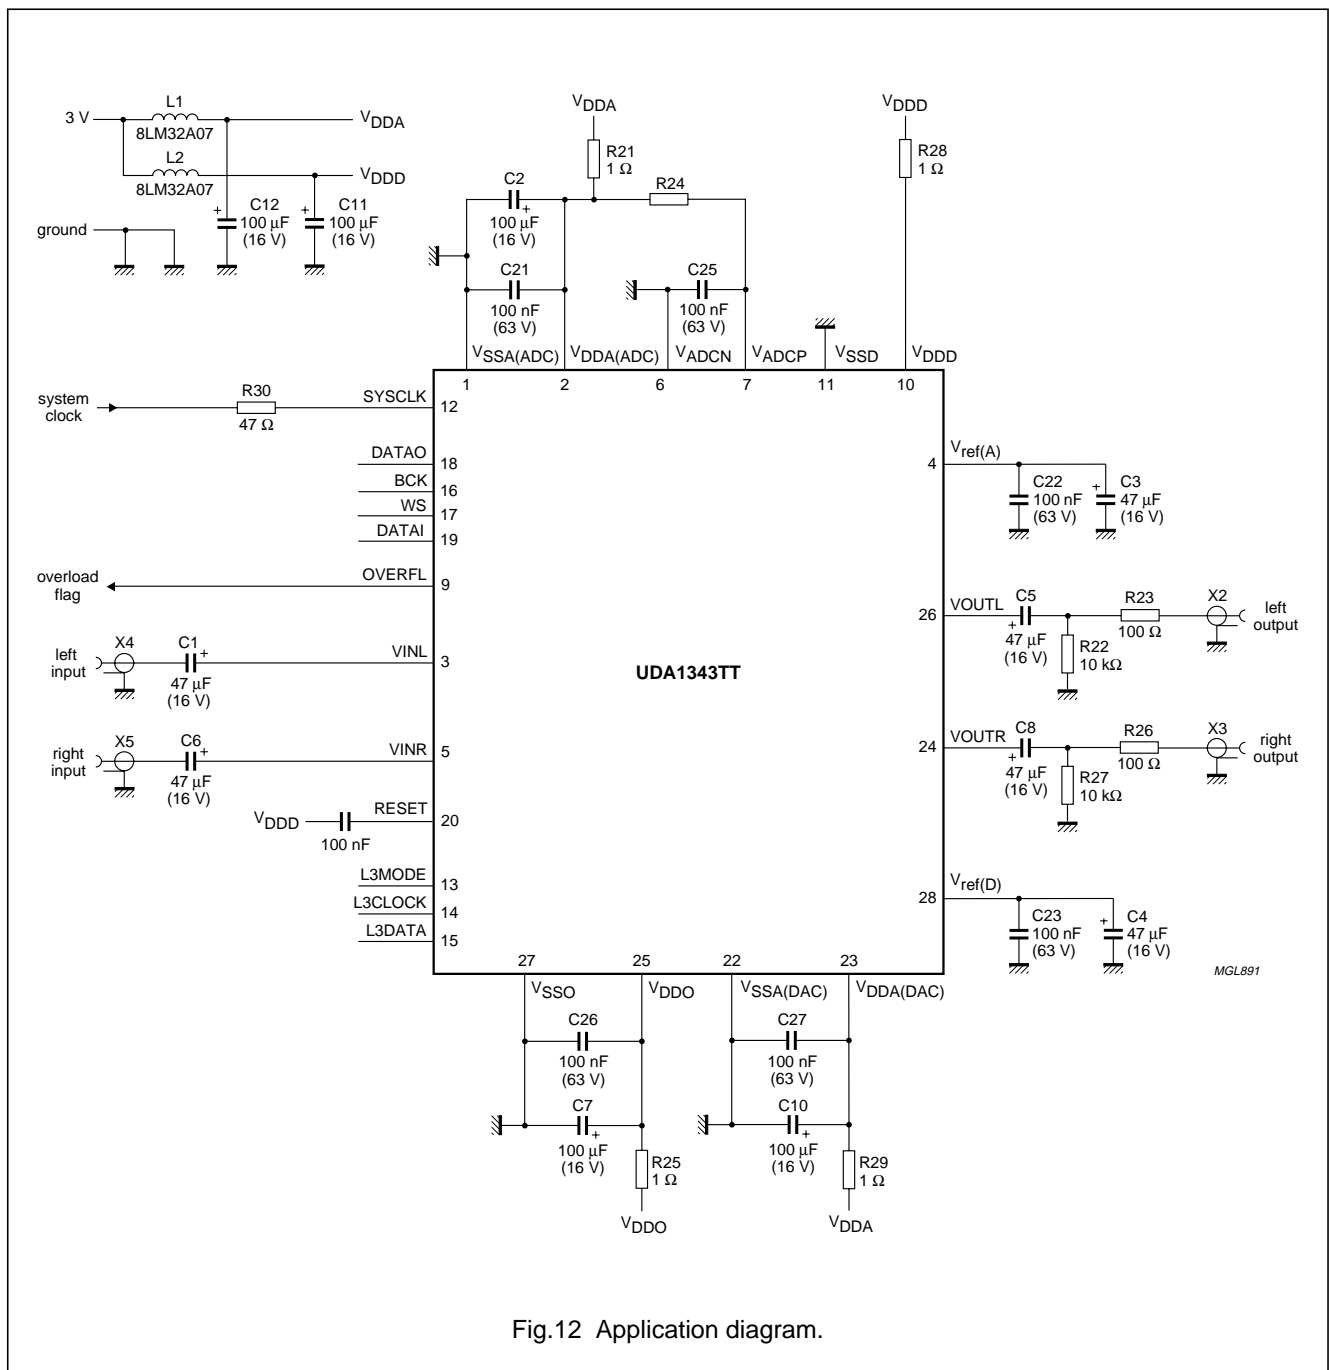 L1
3 V
8LM32A07
VDDA
L2
8LM32A07
VDDD
C12
100 µF
(16 V)
C11
100 µF
(16 V)
ground
VDDA
R21
1 Ω
R24
C2
100 µF
(16 V)
C21
100 nF
(63 V)
C25
100 nF
(63 V)
VDDD
R28
1 Ω
VSSA(ADC)
VDDA(ADC)
VADCN
VADCP
VSSD
VDDD
1
2
6
7
11
10
system
clock
R30
47 Ω
SYSCLK
12
DATAO
18
BCK
16
WS
17
DATAI
19
overload
flag
OVERFL
9
left
input
X4
C1
47 µF
(16 V)
VINL
3
right
input
X5
C6
47 µF
(16 V)
VINR
5
VDDD
100 nF
RESET
20
L3MODE
13
L3CLOCK
14
L3DATA
15
UDA1343TT
4
Vref(A)
C22
100 nF
(63 V)
C3
47 µF
(16 V)
26
VOUTL
C5
47 µF
(16 V)
R22
10 kΩ
R23
100 Ω
X2
left
output
24
VOUTR
C8
47 µF
(16 V)
R27
10 kΩ
R26
100 Ω
X3
right
output
28
Vref(D)
C23
100 nF
(63 V)
C4
47 µF
(16 V)
MGL891
27
25
22
23
VSSO
VDDO
VSSA(DAC)
VDDA(DAC)
C26
100 nF
(63 V)
C7
100 µF
(16 V)
R25
1 Ω
VDDO
C27
100 nF
(63 V)
C10
100 µF
(16 V)
R29
1 Ω
VDDA
Fig.12 Application diagram.